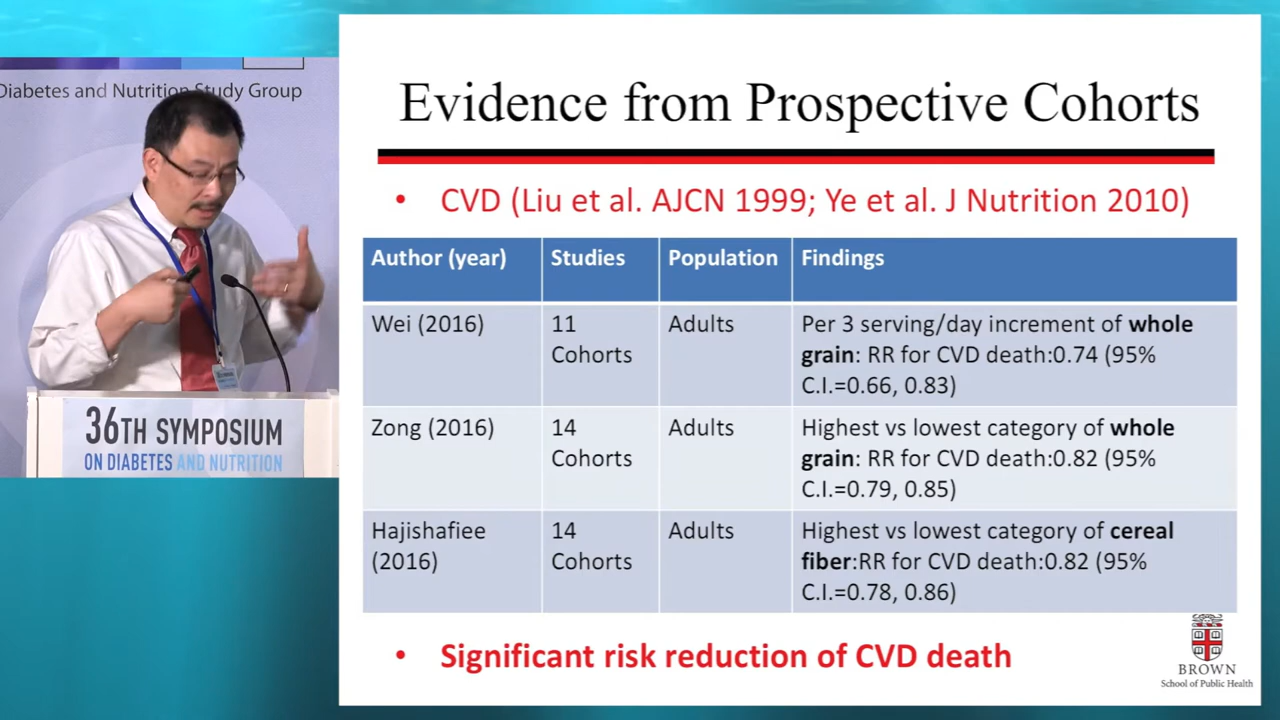 Diabetes and Nutrition Study Group
36TH SYMPOSIUM
ON DIABETES AND NUTRITION
Evidence from Prospective Cohorts
• CVD (Liu et al. AJCN 1999; Ye et al. J Nutrition 2010)
Author (year) Studies Population Findings
Wei (2016) 11 Cohorts Adults Per 3 serving/day increment of whole
grain: RR for CVD death:0.74 (95%
C.I.=0.66, 0.83)
Zong (2016) 14 Cohorts Adults Highest vs lowest category of whole
grain: RR for CVD death:0.82 (95%
C.I.=0.79, 0.85)
Hajishafiee (2016) 14 Cohorts Adults Highest vs lowest category of cereal
fiber:RR for CVD death:0.82 (95%
C.I.=0.78, 0.86)
• Significant risk reduction of CVD death
BROWN
School of Public Health